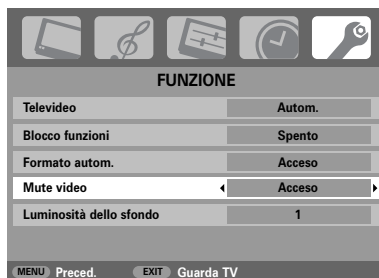 FUNZIONE
Televideo Autom.
Blocco funzioni Spento
Formato autom. Acceso
Mute video Acceso
Luminosità dello sfondo 1
MENU Preced. EXIT Guarda TV